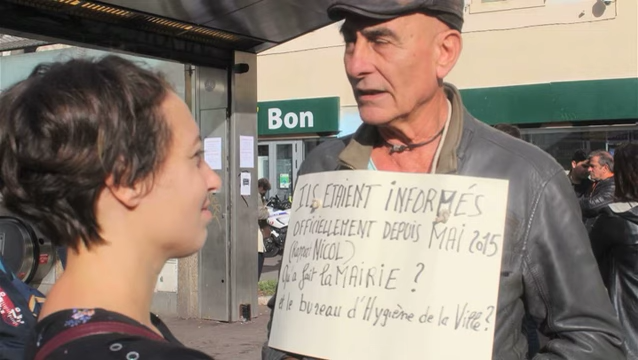 Bon
ILS ÉTAIENT INFORMÉS
OFFICIELLEMENT DEPUIS MAI 2015
(Rapport NICOL)
Qu'a fait la MAIRIE ?
et le bureau d'Hygiène de la Ville ?